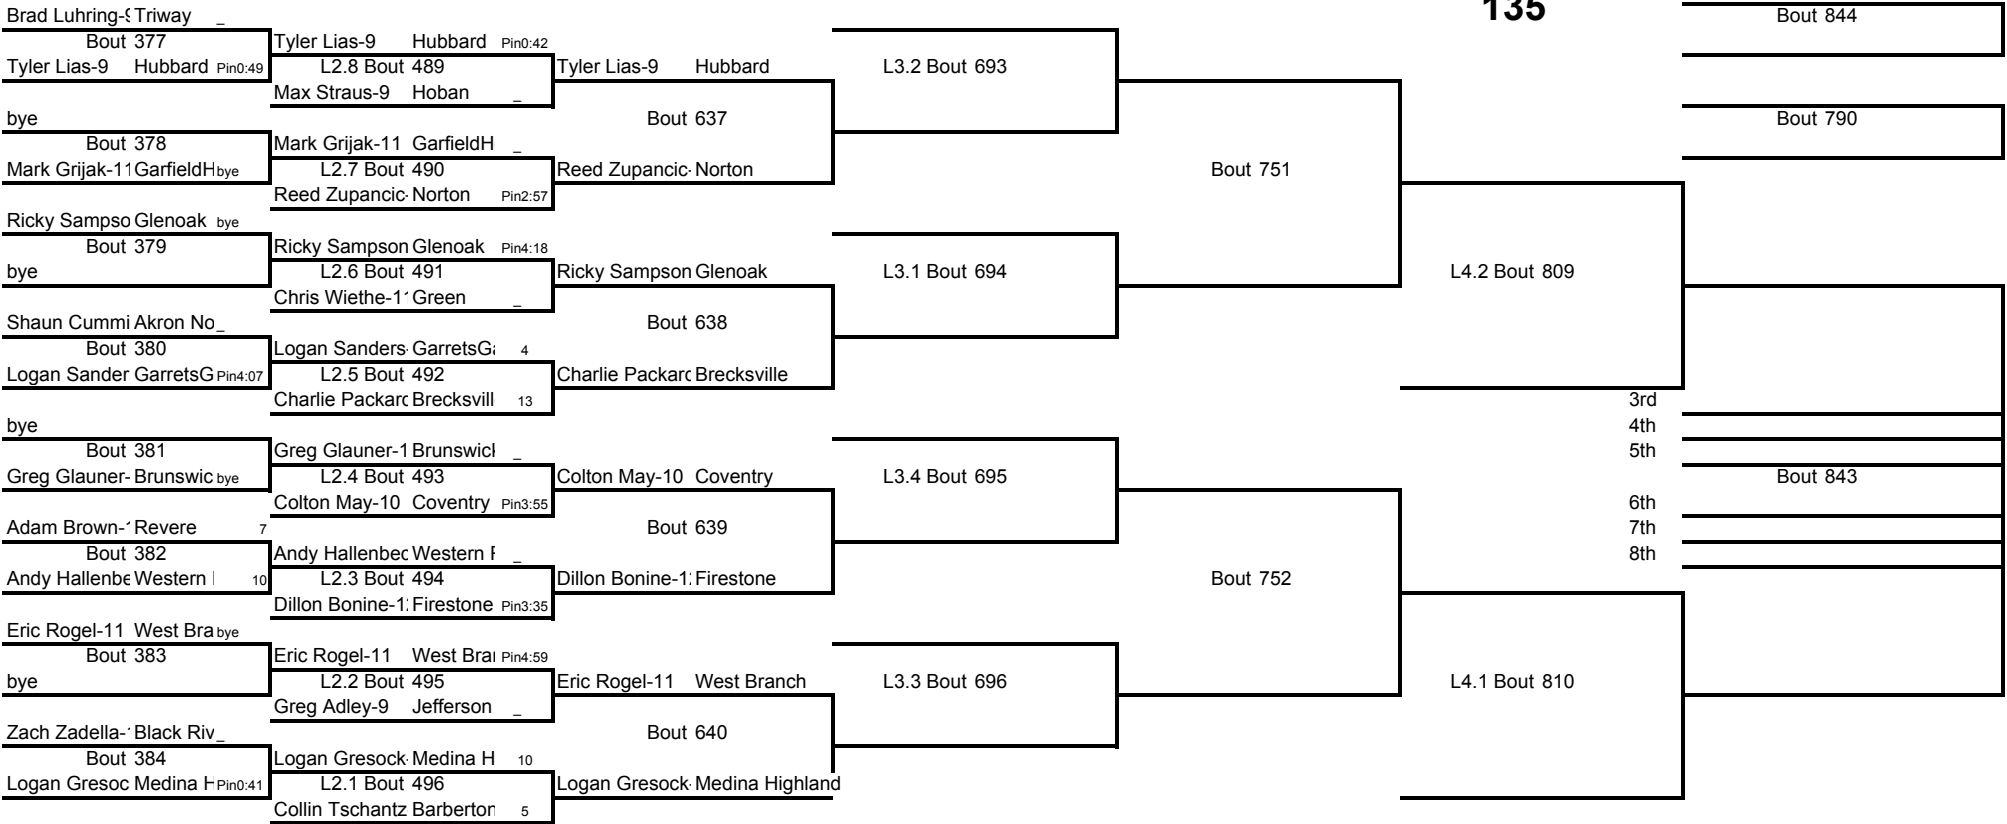 135
Brad Luhring-9 Triway _
Bout 844
Bout 377 Tyler Lias-9 Hubbard Pin0:42
Tyler Lias-9 Hubbard Pin0:49 L2.8 Bout 489 Tyler Lias-9 Hubbard L3.2 Bout 693
Max Straus-9 Hoban _
bye Bout 637 Bout 790
Bout 378 Mark Grijak-11 GarfieldH _
Mark Grijak-11 GarfieldH bye L2.7 Bout 490 Reed Zupancic- Norton Bout 751
Reed Zupancic- Norton Pin2:57
Ricky Sampso Glenoak bye
Bout 379 Ricky Sampson Glenoak Pin4:18
bye L2.6 Bout 491 Ricky Sampson Glenoak L3.1 Bout 694 L4.2 Bout 809
Chris Wiethe-11 Green _
Shaun Cummi Akron No _ Bout 638
Bout 380 Logan Sanders- GarretsGa 4
Logan Sander GarretsG Pin4:07 L2.5 Bout 492 Charlie Packard Brecksville
Charlie Packard Brecksvill 13 3rd
bye 4th
Bout 381 Greg Glauner-1 Brunswick _ 5th
Greg Glauner- Brunswic bye L2.4 Bout 493 Colton May-10 Coventry L3.4 Bout 695 Bout 843
Colton May-10 Coventry Pin3:55 6th
Adam Brown-1 Revere 7 Bout 639 7th
Bout 382 Andy Hallenbec Western _ 8th
Andy Hallenbe Western 10 L2.3 Bout 494 Dillon Bonine-1 Firestone Bout 752
Dillon Bonine-1 Firestone Pin3:35
Eric Rogel-11 West Bra bye
Bout 383 Eric Rogel-11 West Bran Pin4:59
bye L2.2 Bout 495 Eric Rogel-11 West Branch L3.3 Bout 696 L4.1 Bout 810
Greg Adley-9 Jefferson _
Zach Zadella-1 Black Riv _ Bout 640
Bout 384 Logan Gresock- Medina H 10
Logan Gresoc Medina H Pin0:41 L2.1 Bout 496 Logan Gresock- Medina Highland
Collin Tschantz Barberton 5